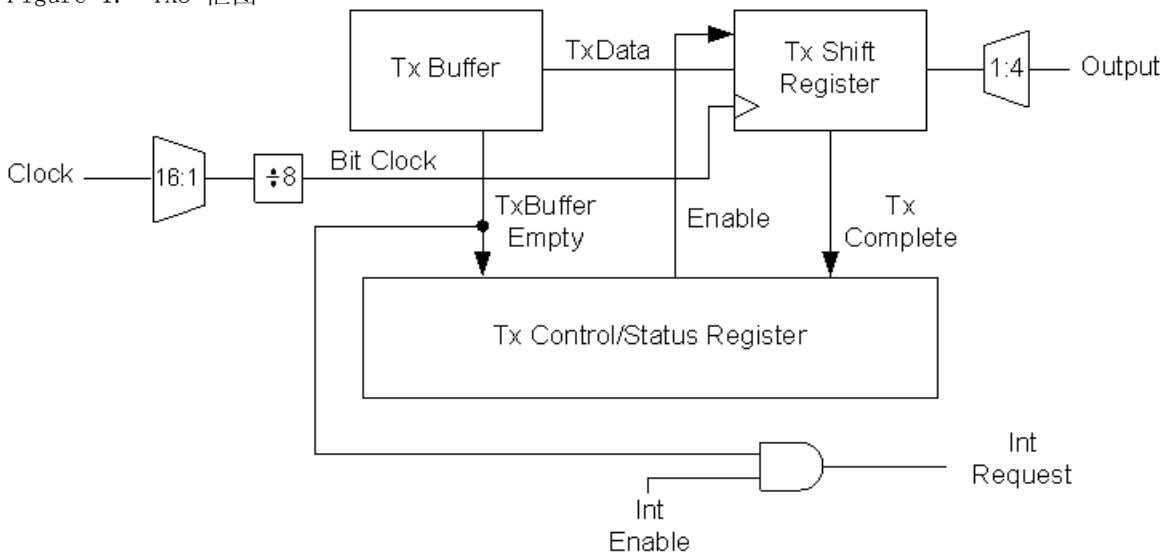 Figure 1. TX8 框图
Tx Buffer
TxData
Tx Shift
Register
1:4
Output
Clock
16:1
÷8
Bit Clock
TxBuffer
Empty
Enable
Tx
Complete
Tx Control/Status Register
Int
Request
Int
Enable